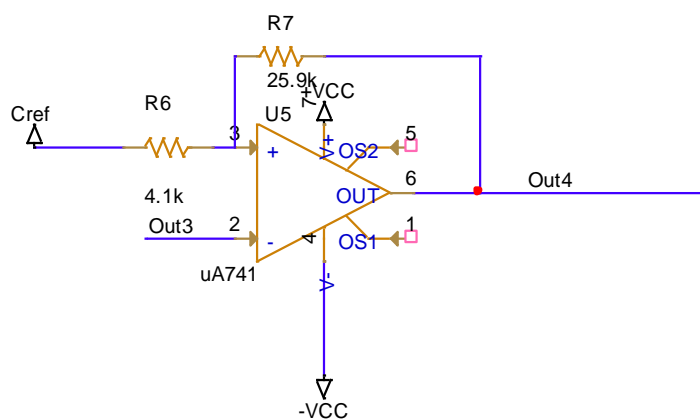 R7
25.9k
+VCC
7
R6
U5
Cref
3
+
V+
OS2
5
4.1k
OUT
6
Out4
Out3
2
-
4
OS1
1
uA741
V-
-VCC